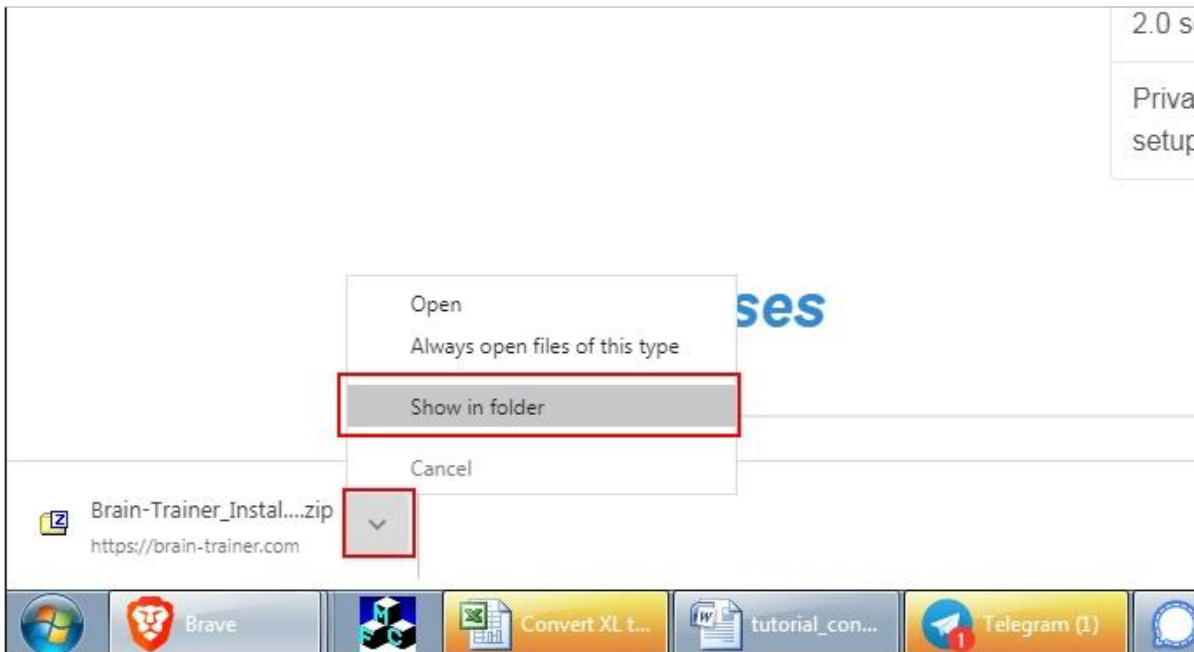 2.0 s
Priva
setup
Open
ses
Always open files of this type
Show in folder
Cancel
Brain-Trainer_Instal....zip
https://brain-trainer.com
Brave
M
F C
Convert XL t...
tutorial_con...
1
Telegram (1)